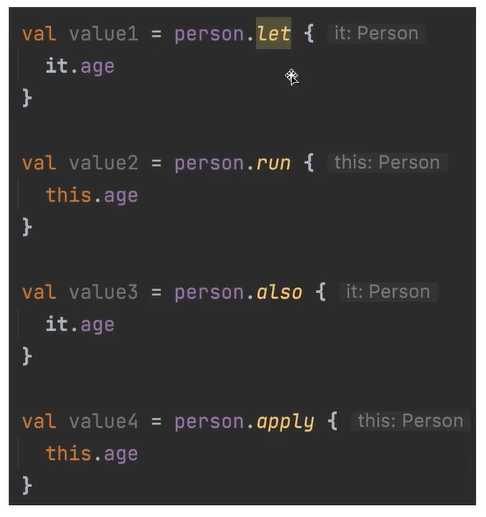 val value1 = person.let { it: Person
it.age
}
val value2 = person.run { this: Person
this.age
}
val value3 = person.also { it: Person
it.age
}
val value4 = person.apply { this: Person
this.age
}